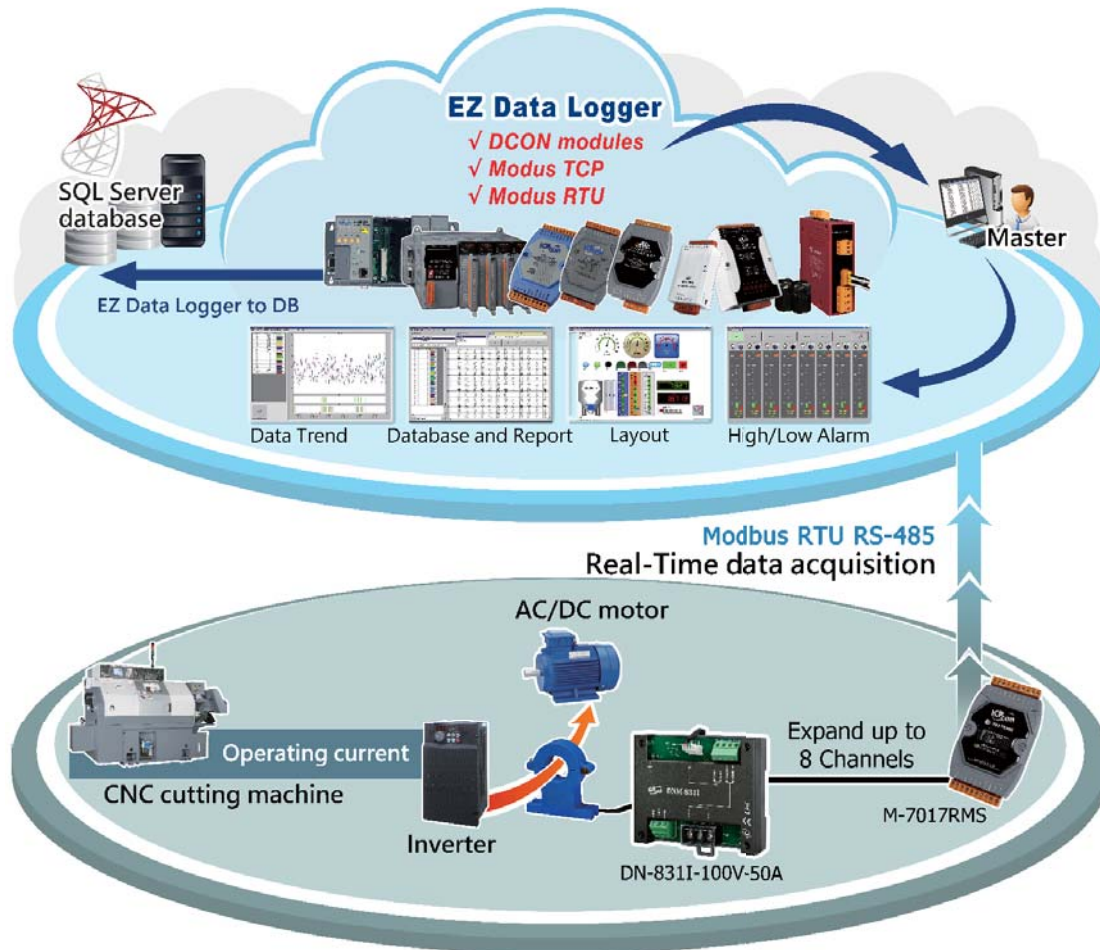 EZ Data Logger
√ DCON modules
√ Modus TCP
√ Modus RTU
SQL Server
database
Master
EZ Data Logger to DB
Data Trend
Database and Report
Layout
High/Low Alarm
Modbus RTU RS-485
Real-Time data acquisition
AC/DC motor
Operating current
CNC cutting machine
Inverter
Expand up to
8 Channels
M-7017RMS
DN-831I-100V-50A